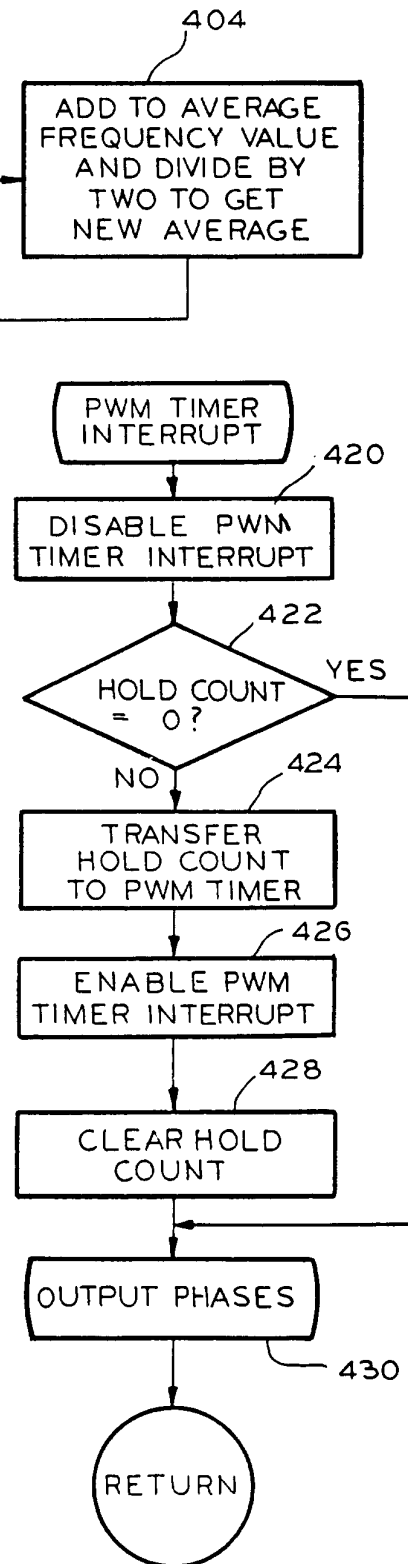 404
ADD TO AVERAGE
FREQUENCY VALUE
AND DIVIDE BY
TWO TO GET
NEW AVERAGE
PWM TIMER
INTERRUPT
420
DISABLE PWM
TIMER INTERRUPT
422
YES
HOLD COUNT
= 0?
NO
424
TRANSFER
HOLD COUNT
TO PWM TIMER
426
ENABLE PWM
TIMER INTERRUPT
428
CLEAR HOLD
COUNT
OUTPUT PHASES
430
RETURN